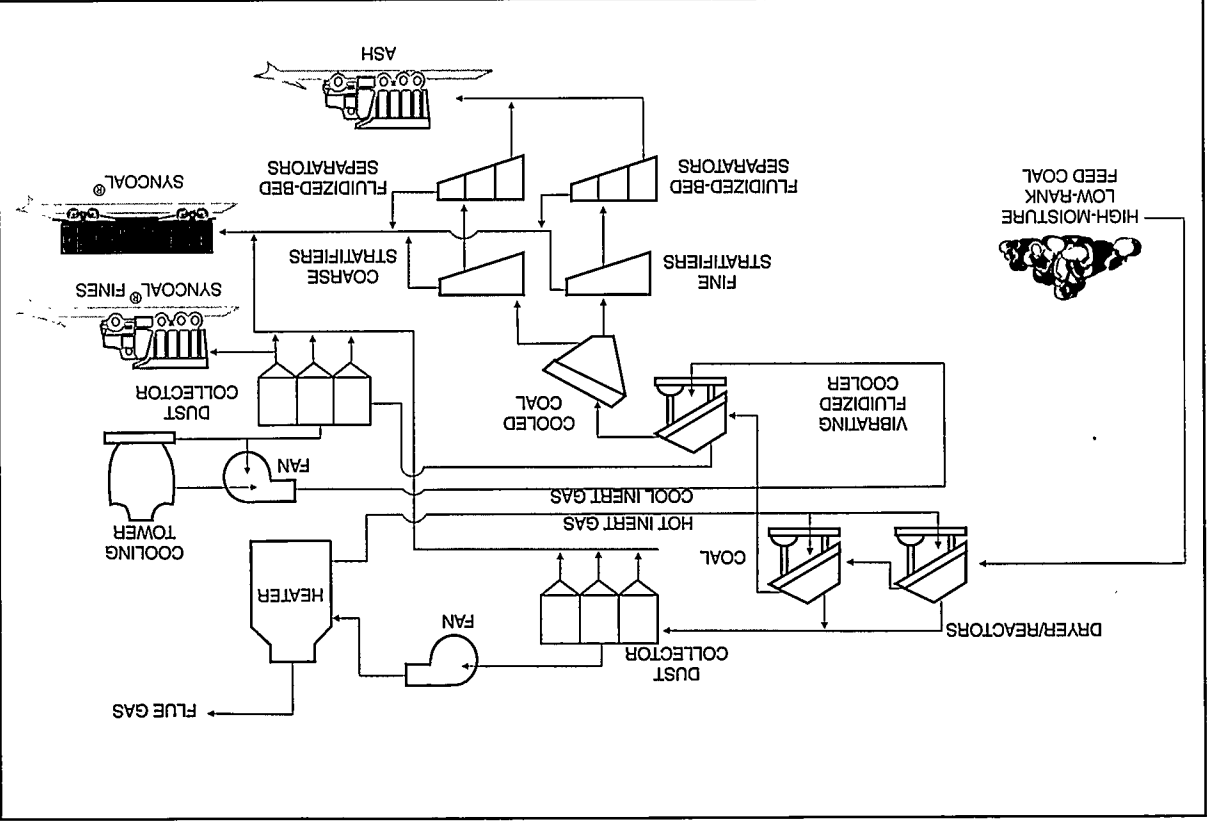 FLUE GAS
DUST
COLLECTOR
DRYER/REACTORS
FAN
HEATER
COAL
HOT INERT GAS
COOL INERT GAS
COOLING
TOWER
FAN
VIBRATING
FLUIDIZED
COOLER
COOLED
COAL
DUST
COLLECTOR
SYNCOAL® FINES
FINE
STRATIFIERS
COARSE
STRATIFIERS
HIGH-MOISTURE
LOW-RANK
FEED COAL
FLUIDIZED-BED
SEPARATORS
FLUIDIZED-BED
SEPARATORS
SYNCOAL®
ASH